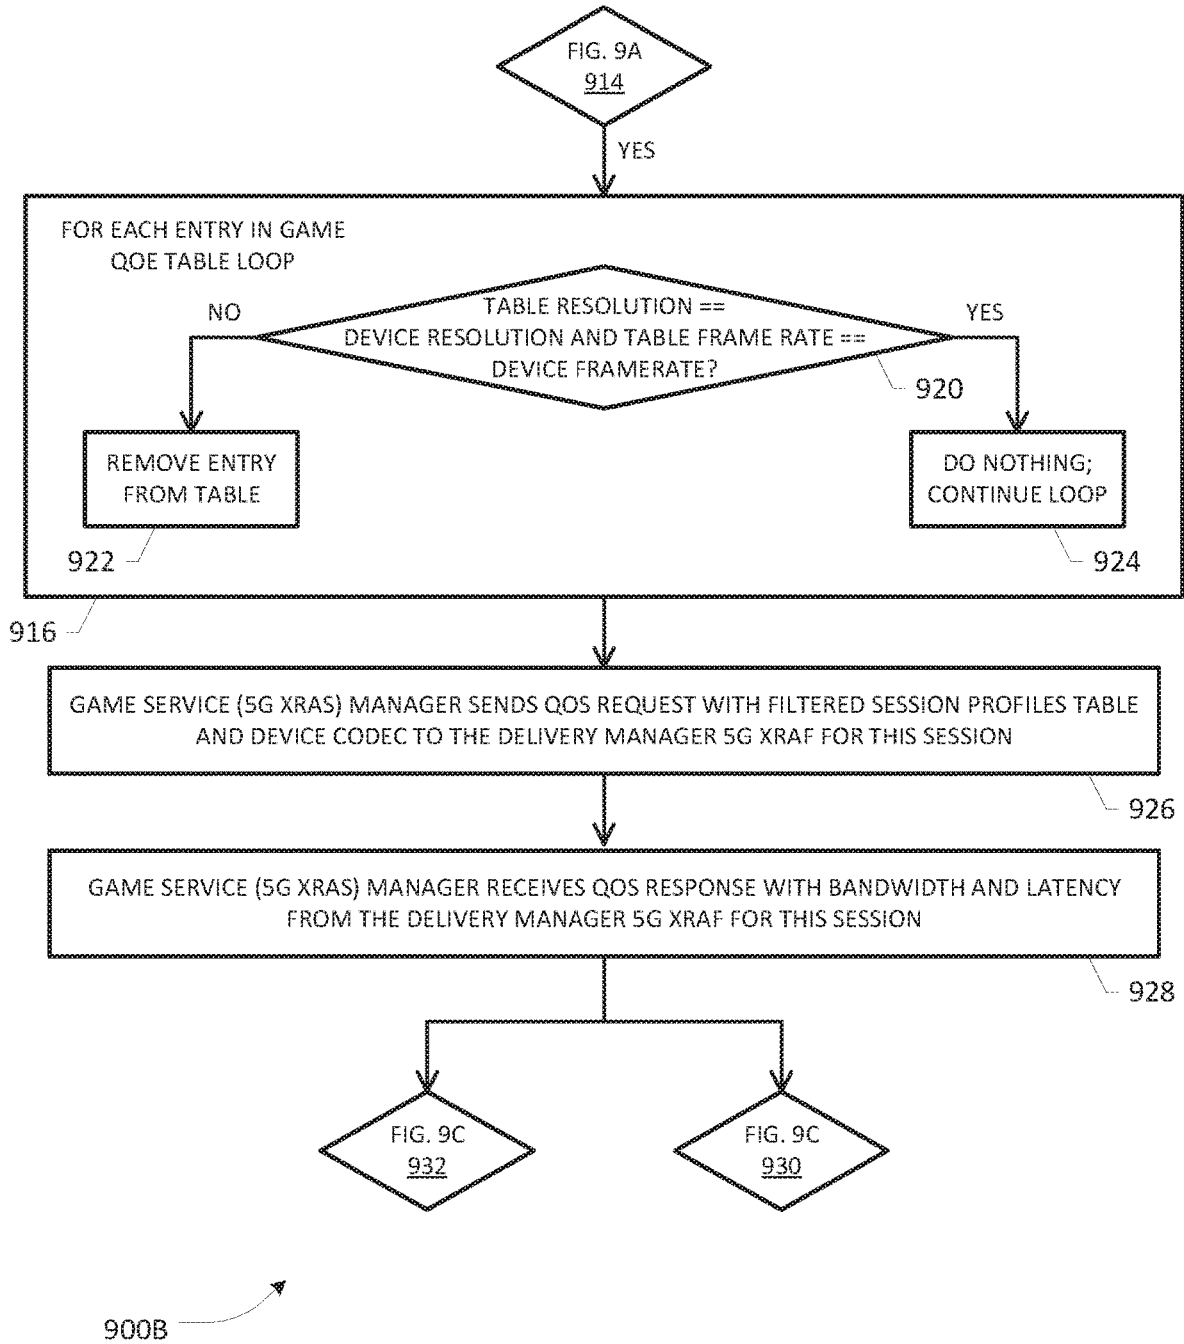 FIG. 9A
914
YES
FOR EACH ENTRY IN GAME
QOE TABLE LOOP
NO
TABLE RESOLUTION ==
DEVICE RESOLUTION AND TABLE FRAME RATE ==
DEVICE FRAMERATE?
YES
920
REMOVE ENTRY
FROM TABLE
DO NOTHING;
CONTINUE LOOP
922
924
916
GAME SERVICE (5G XRAS) MANAGER SENDS QOS REQUEST WITH FILTERED SESSION PROFILES TABLE
AND DEVICE CODEC TO THE DELIVERY MANAGER 5G XRAF FOR THIS SESSION
926
GAME SERVICE (5G XRAS) MANAGER RECEIVES QOS RESPONSE WITH BANDWIDTH AND LATENCY
FROM THE DELIVERY MANAGER 5G XRAF FOR THIS SESSION
928
FIG. 9C
932
FIG. 9C
930
900B